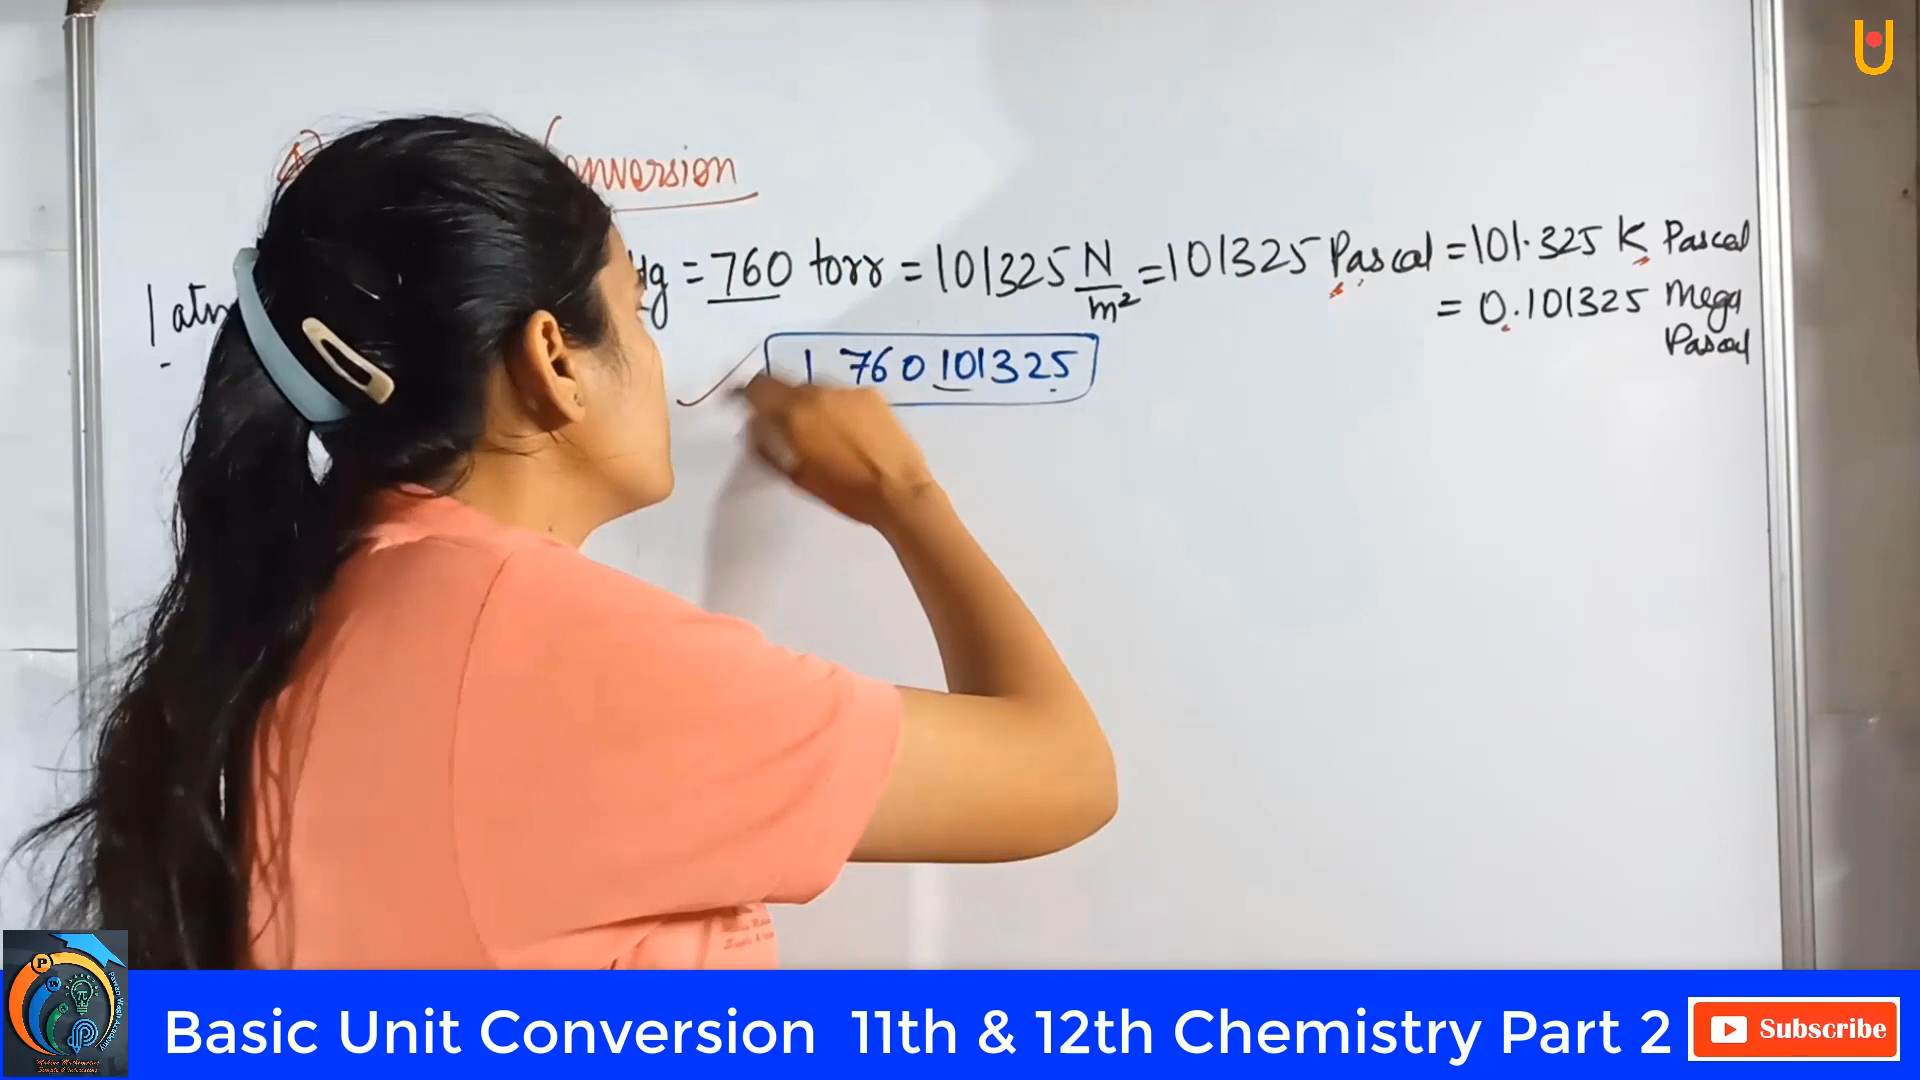 Conversion
1 atm = 760 torr = 101325 N/m² = 101325 Pascal = 101.325 K Pascal
= 0.101325 Mega
Pascal
1 760 101325
Basic Unit Conversion 11th & 12th Chemistry Part 2
Subscribe